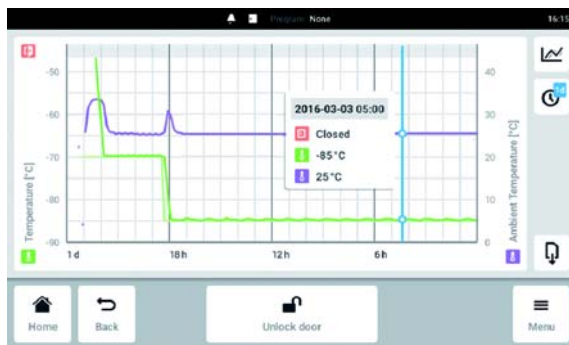 Program None
16:15
-50
-60
-70
-80
-90
Temperature [°C]
40
30
20
10
0
Ambient Temperature [°C]
2016-03-03 05:00
Closed
-85°C
25°C
1 d
18h
12h
6h
1d
Home
Back
Unlock door
Menu